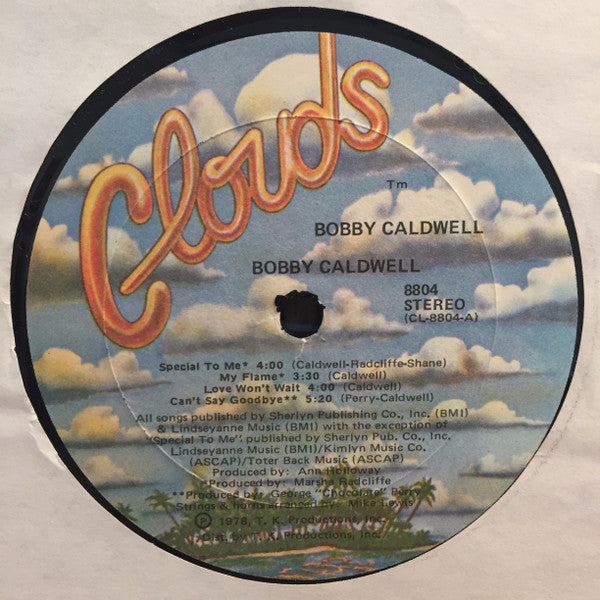 Clouds
Tm
BOBBY CALDWELL
BOBBY CALDWELL
8804
STEREO
(CL-8804-A)
Special To Me* 4:00 (Caldwell-Radcliffe-Shane)
My Flame* 3:30 (Caldwell)
Love Won't Wait 4:00 (Caldwell)
Can't Say Goodbye** 5:20 (Perry-Caldwell)
All songs published by Sherlyn Publishing Co., Inc. (BMI)
& Lindseyanne Music (BMI) with the exception of
"Special To Me" published by Sherlyn Pub. Co., Inc.
Lindseyanne Music (BMI)/Kimlyn Music Co.
(ASCAP)/Toter Back Music (ASCAP)
Produced by: Ann Holloway
*Produced by: Marsha Radcliffe
**Produced by: George "Chocolate" Perry
Strings & horns arranged by: Mike Lewis
℗ 1978, T. K. Productions, Inc.
Dist. by T. K. Productions, Inc.